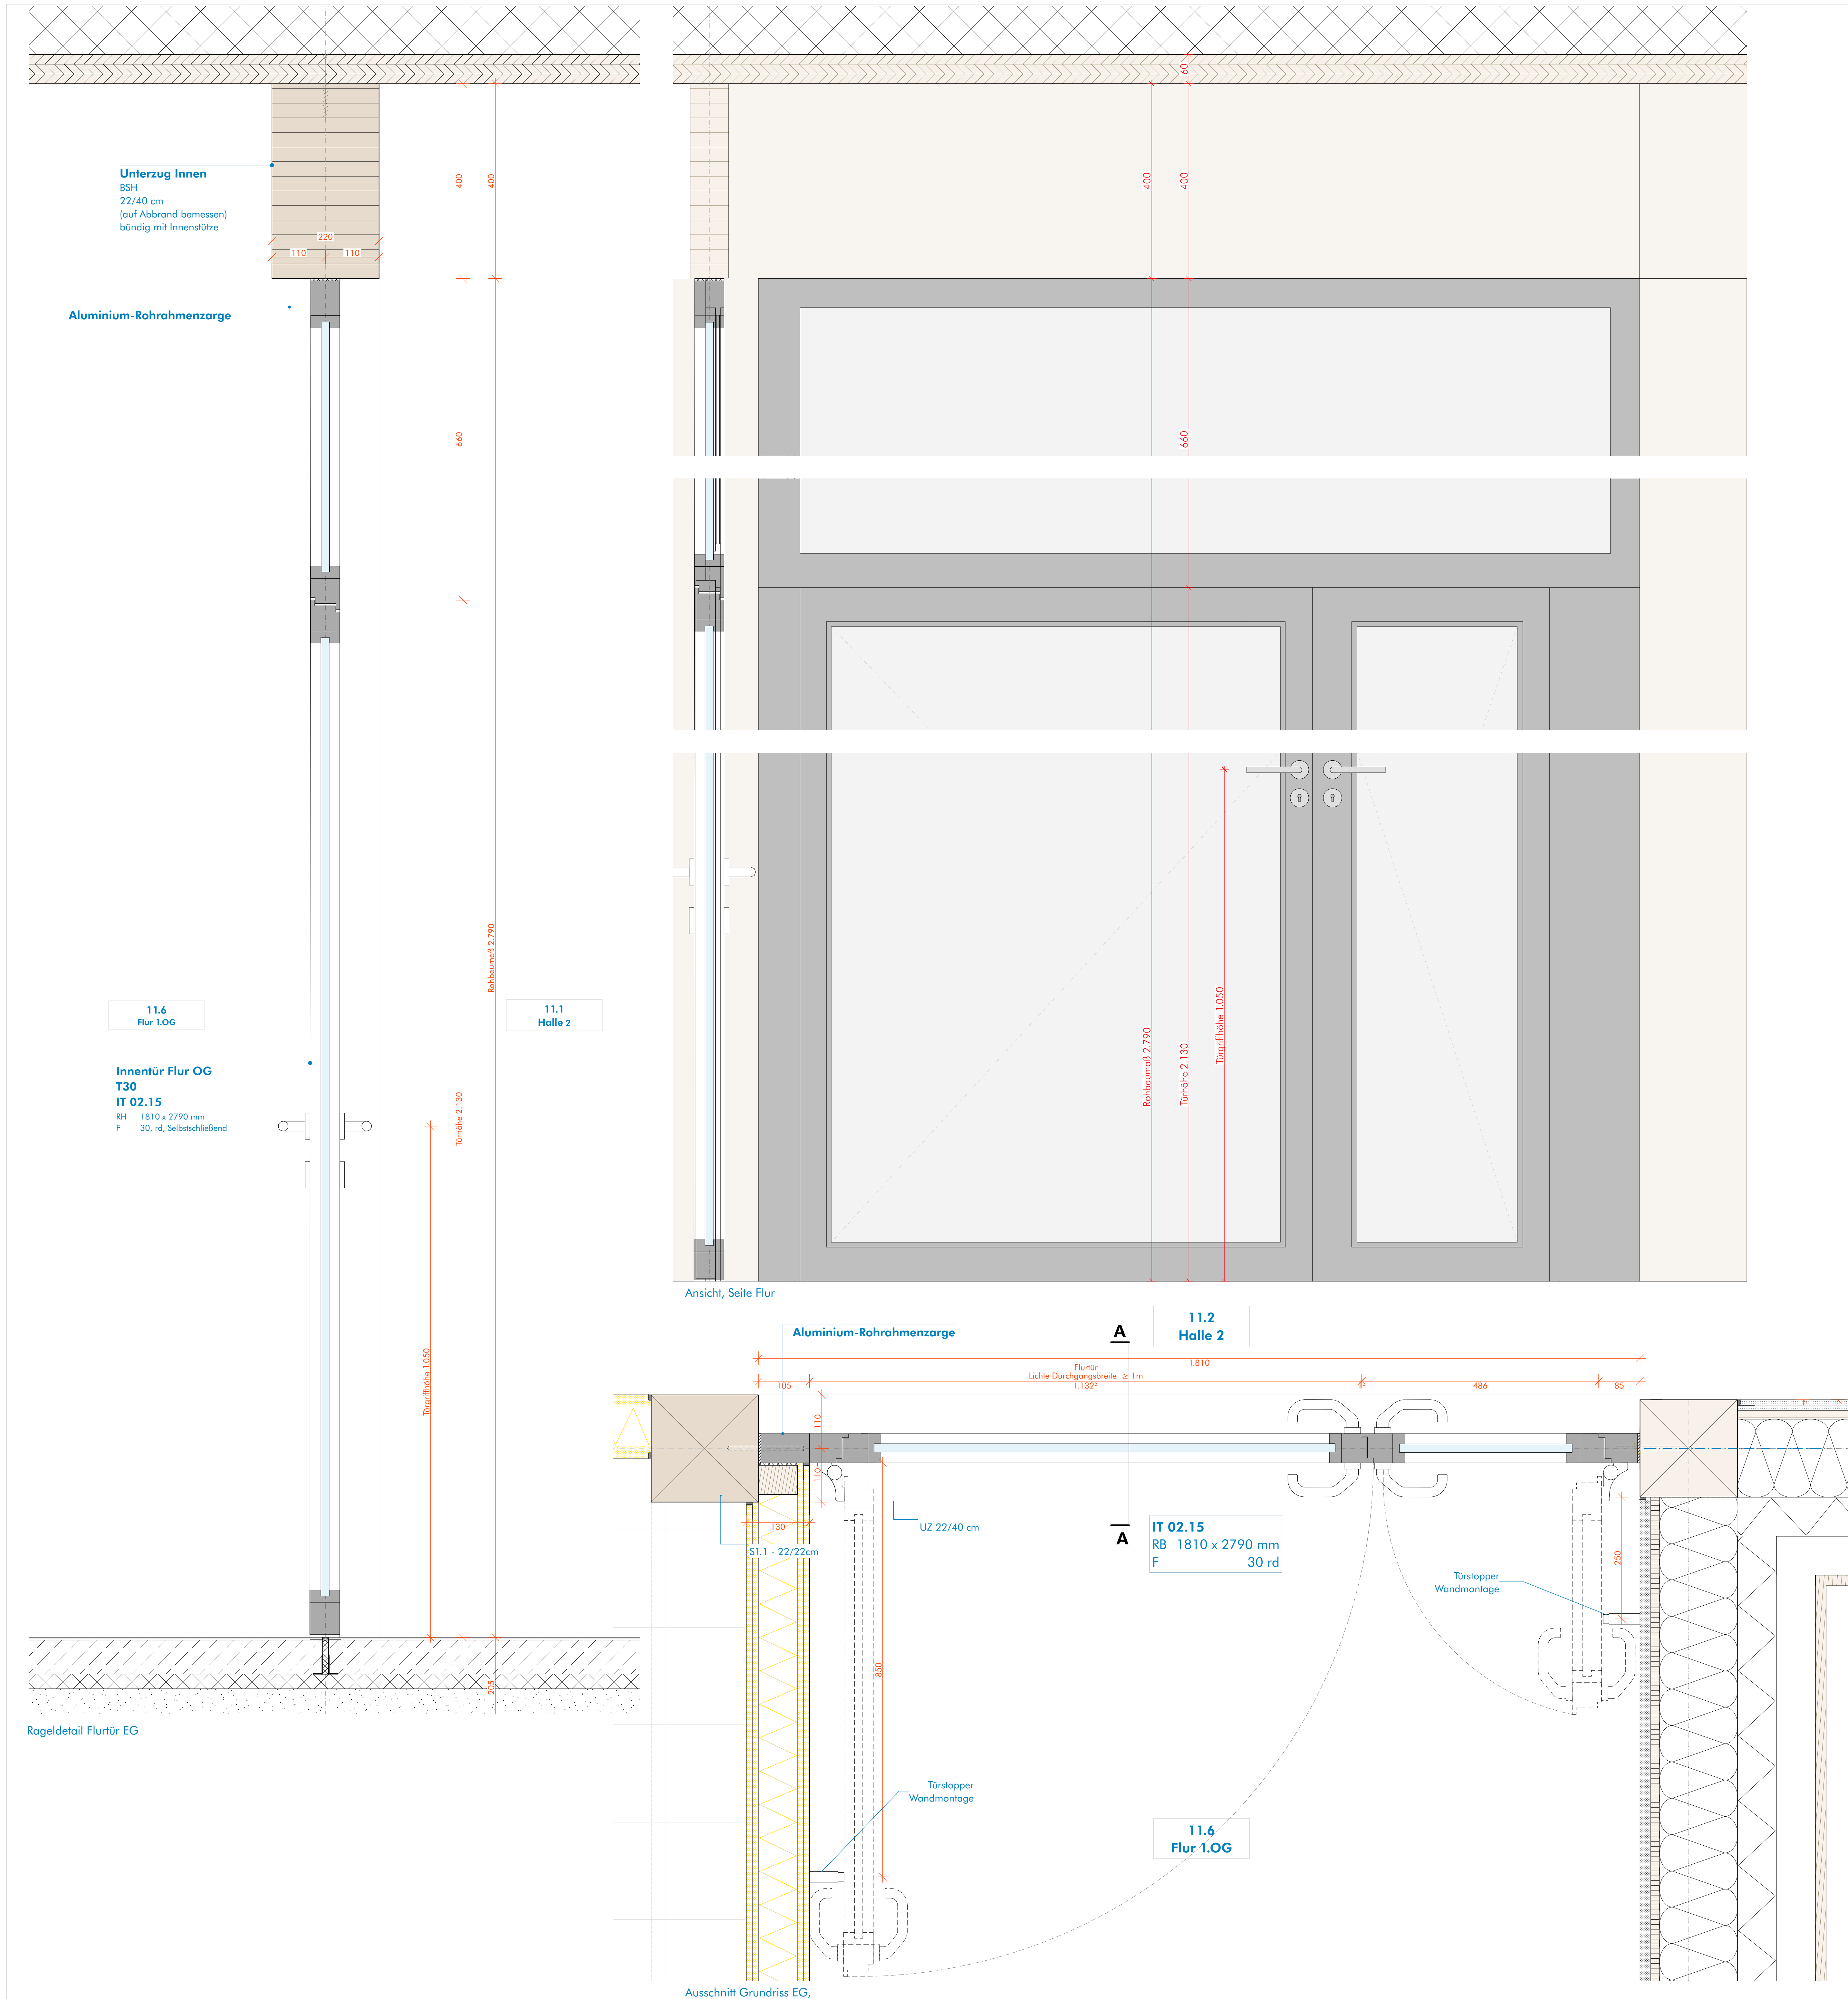 Unterzug Innen
BSH
22/40 cm
(auf Abbrand bemessen)
bündig mit Innenstütze
220
110
110
400
400
Aluminium-Rohrahmenzarge
660
Rohbaumaß 2.790
11.6
Flur 1.OG
11.1
Halle 2
Innentür Flur OG
T30
IT 02.15
RH 1810 x 2790 mm
F 30, rd, Selbstschließend
Türhöhe 2.130
Türgriffhöhe 1.050
205
Rageldetail Flurtür EG
60
400
400
660
Rohbaumaß 2.790
Türhöhe 2.130
Türgriffhöhe 1.050
Ansicht, Seite Flur
11.2
Halle 2
Aluminium-Rohrahmenzarge
A
1.810
Flurtür
Lichte Durchgangsbreite ≥ 1m
105
1.132⁵
486
85
110
110
130
S1.1 - 22/22cm
UZ 22/40 cm
A
IT 02.15
RB 1810 x 2790 mm
F 30 rd
250
Türstopper
Wandmontage
850
Türstopper
Wandmontage
11.6
Flur 1.OG
Ausschnitt Grundriss EG,